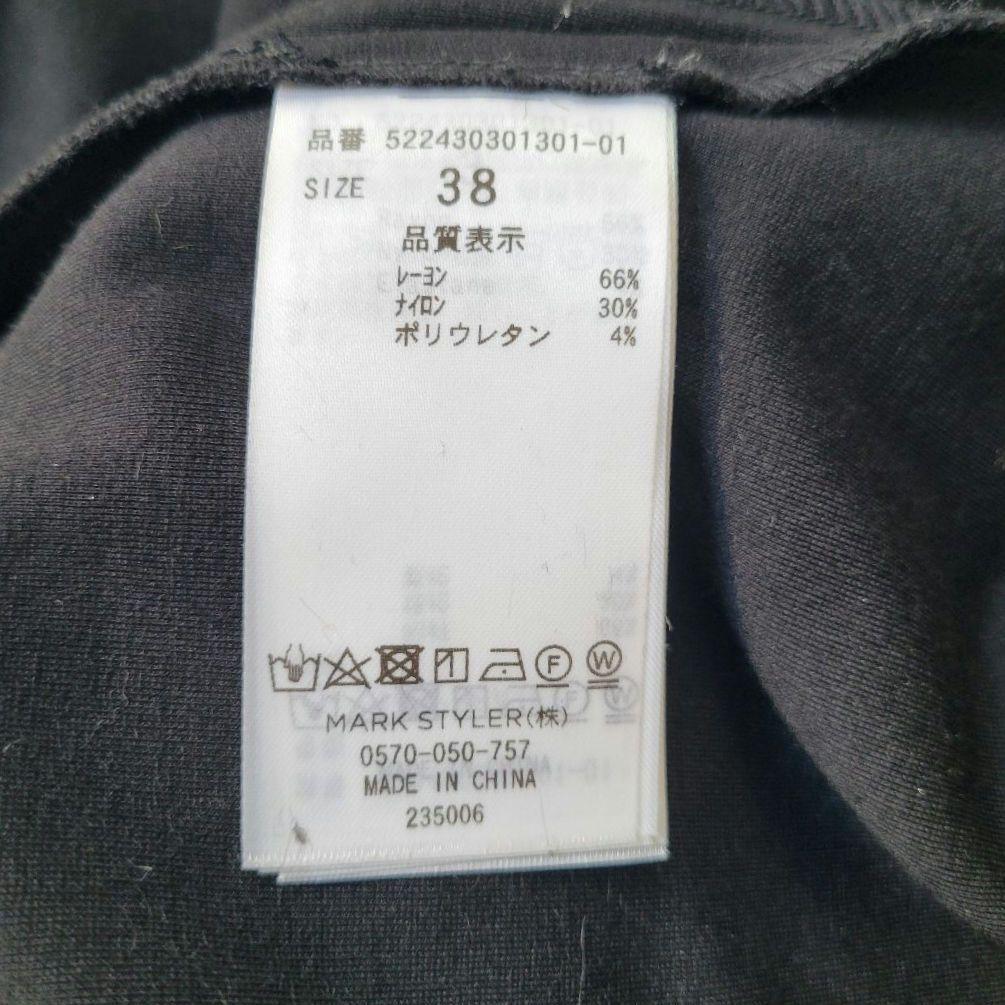 品番 522430301301-01
SIZE 38
品質表示
レーヨン 66%
ナイロン 30%
ポリウレタン 4%
F W
MARK STYLER(株)
0570-050-757
MADE IN CHINA
235006